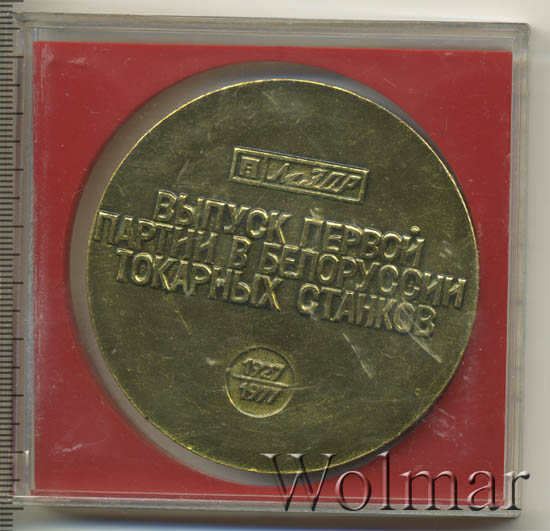 ВЫПУСК ПЕРВОЙ
ПАРТИИ В БЕЛОРУССИИ
ТОКАРНЫХ СТАНКОВ
1927
1977
Wolmar